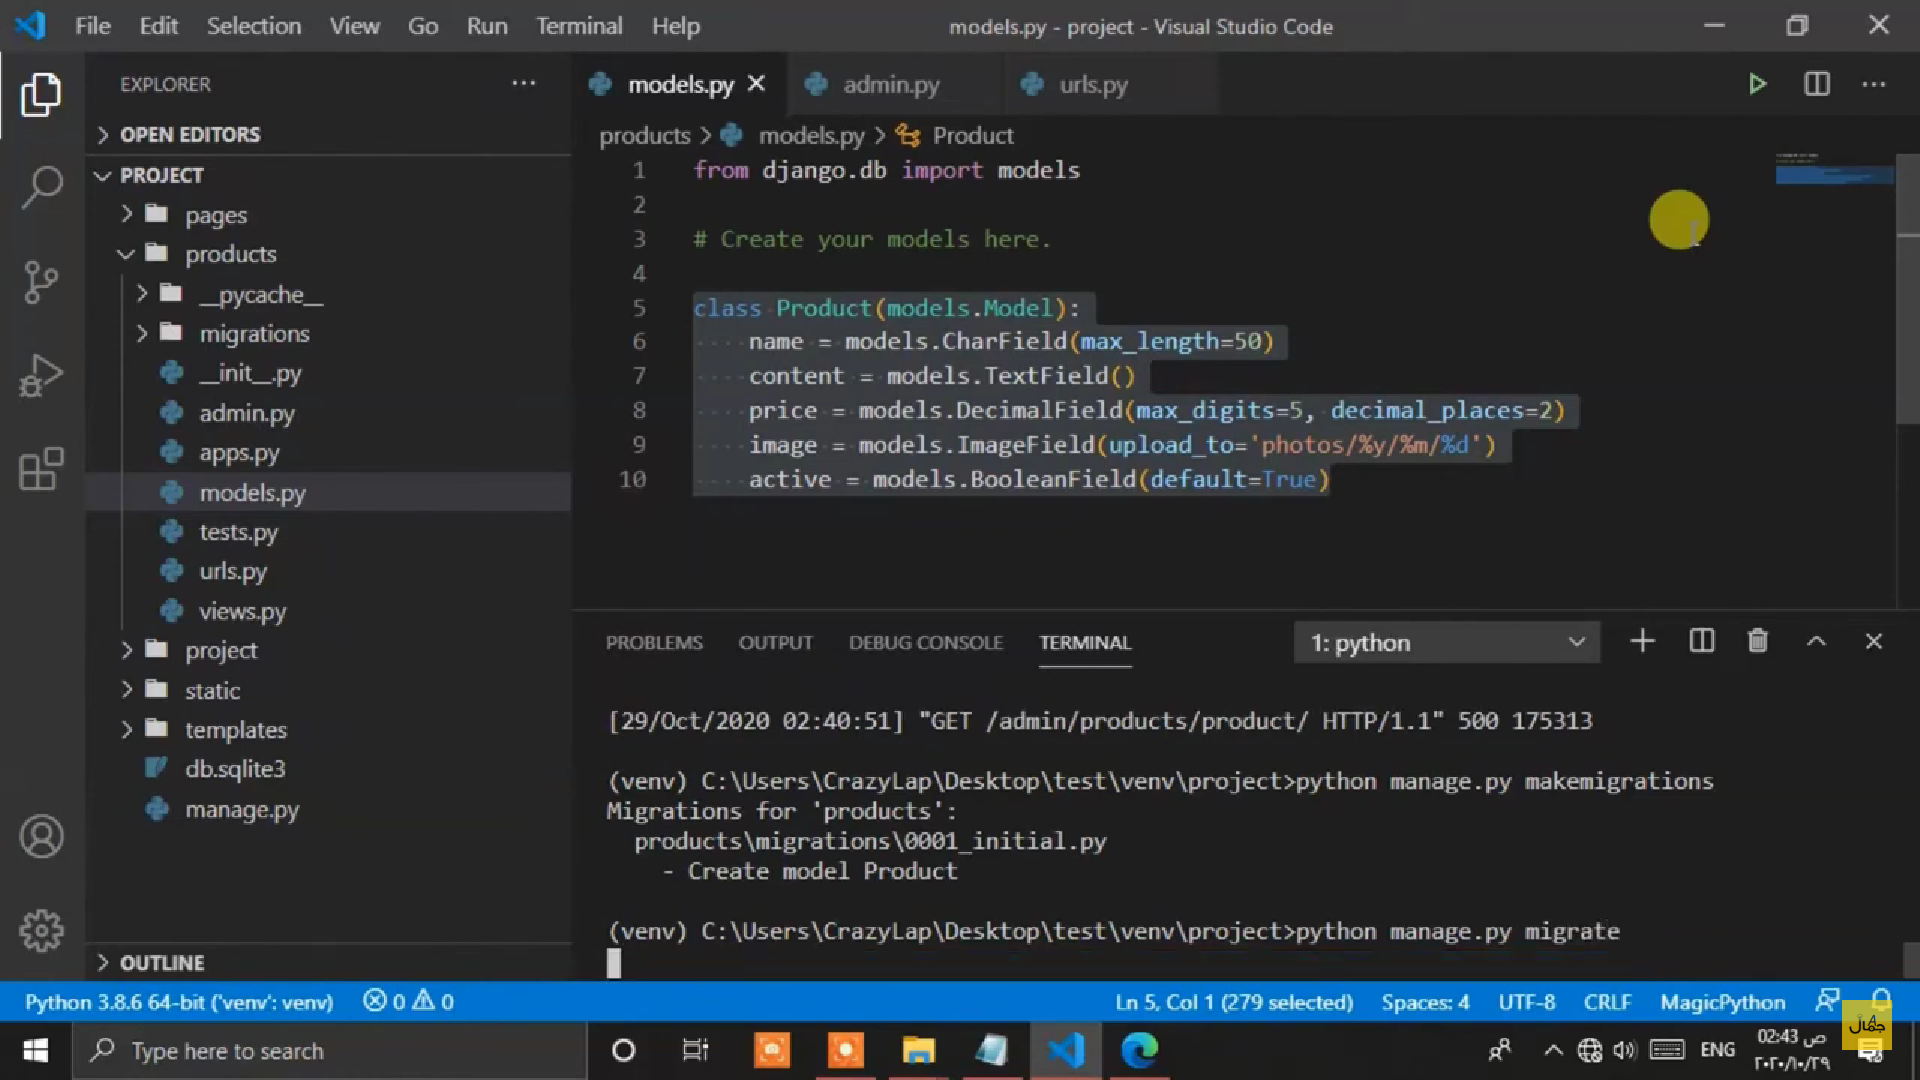 File Edit Selection View Go Run Terminal Help
models.py - project - Visual Studio Code
EXPLORER
OPEN EDITORS
PROJECT
pages
products
__pycache__
migrations
__init__.py
admin.py
apps.py
models.py
tests.py
urls.py
views.py
project
static
templates
db.sqlite3
manage.py
OUTLINE
models.py admin.py urls.py
products > models.py > Product
1 from django.db import models
2
3 # Create your models here.
4
5 class Product(models.Model):
6 name = models.CharField(max_length=50)
7 content = models.TextField()
8 price = models.DecimalField(max_digits=5, decimal_places=2)
9 image = models.ImageField(upload_to='photos/%y/%m/%d')
10 active = models.BooleanField(default=True)
PROBLEMS OUTPUT DEBUG CONSOLE TERMINAL 1: python
[29/Oct/2020 02:40:51] "GET /admin/products/product/ HTTP/1.1" 500 175313
(venv) C:\Users\CrazyLap\Desktop\test\venv\project>python manage.py makemigrations
Migrations for 'products':
products\migrations\0001_initial.py
- Create model Product
(venv) C:\Users\CrazyLap\Desktop\test\venv\project>python manage.py migrate
Python 3.8.6 64-bit ('venv': venv) 0 0 Ln 5, Col 1 (279 selected) Spaces: 4 UTF-8 CRLF MagicPython
Type here to search
ENG
02:43 ص
٢٠٢٠/١٠/٢٩
جمال